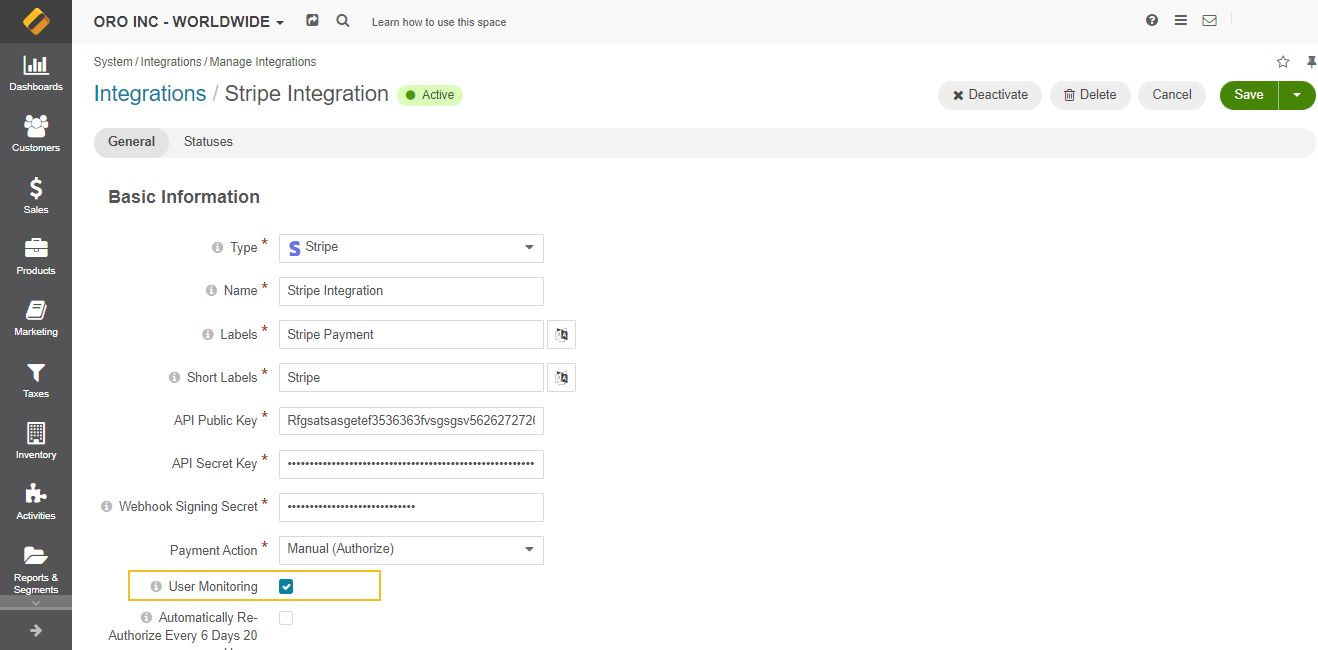 ORO INC - WORLDWIDE
Learn how to use this space
System / Integrations / Manage Integrations
Integrations / Stripe Integration
Active
Deactivate
Delete
Cancel
Save
General
Statuses
Dashboards
Customers
Sales
Products
Marketing
Taxes
Inventory
Activities
Reports &
Segments
Basic Information
Type *
Stripe
Name *
Stripe Integration
Labels *
Stripe Payment
Short Labels *
Stripe
API Public Key *
Rfgsatsasgetef3536363fvsgsgsv562627272
API Secret Key *
Webhook Signing Secret *
Payment Action *
Manual (Authorize)
User Monitoring
Automatically Re-
Authorize Every 6 Days 20